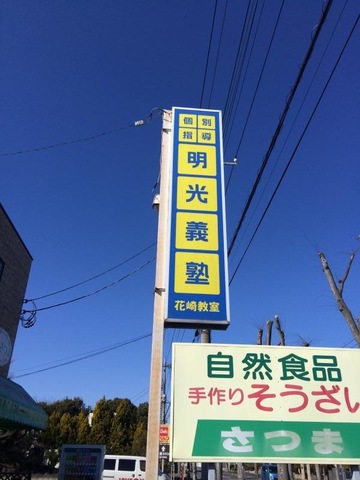 個別
指導
明
光
義
塾
花崎教室
自然食品
手作りそうざい
さつま